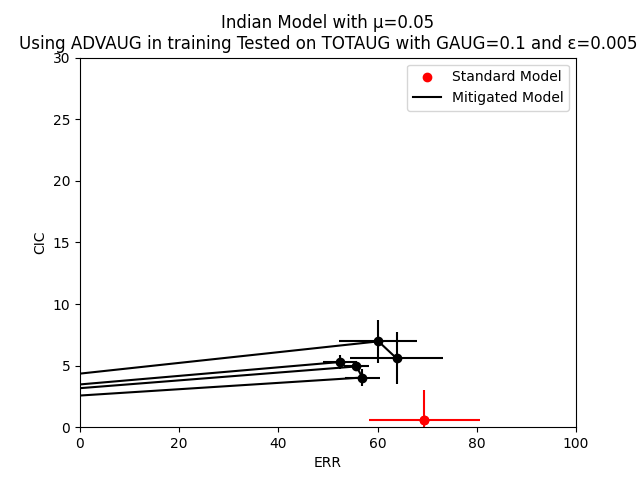 Indian Model with μ=0.05
Using ADVAUG in training Tested on TOTAUG with GAUG=0.1 and ε=0.005
Standard Model
Mitigated Model
30
25
20
15
10
5
0
CIC
0 20 40 60 80 100
ERR